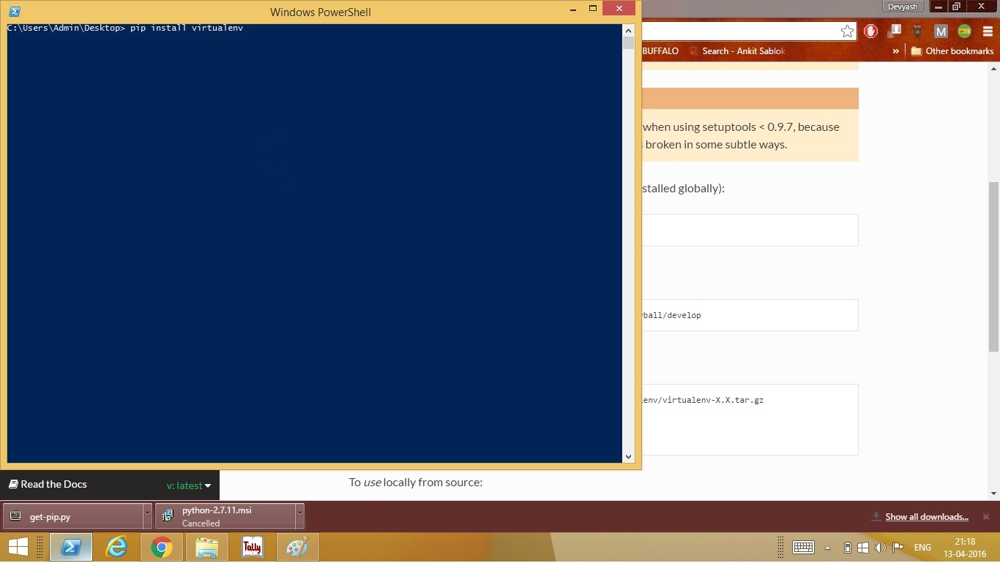 Windows PowerShell
C:\Users\Admin\Desktop> pip install virtualenv
Devyash
BUFFALO
Search - Ankit Sablok
»
Other bookmarks
M
when using setuptools < 0.9.7, because
broken in some subtle ways.
stalled globally):
ball/develop
env/virtualenv-X.X.tar.gz
To use locally from source:
Read the Docs
v: latest
get-pip.py
python-2.7.11.msi
Cancelled
Show all downloads...
Tally
ENG
21:18
13-04-2016